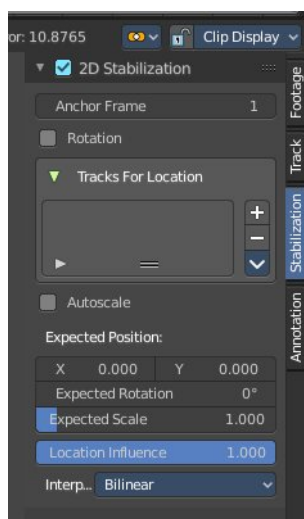 or: 10.8765 Clip Display
2D Stabilization
Anchor Frame 1
Rotation
Tracks For Location
Autoscale
Expected Position:
X 0.000 Y 0.000
Expected Rotation 0°
Expected Scale 1.000
Location Influence 1.000
Interp... Bilinear
Footage
Track
Stabilization
Annotation